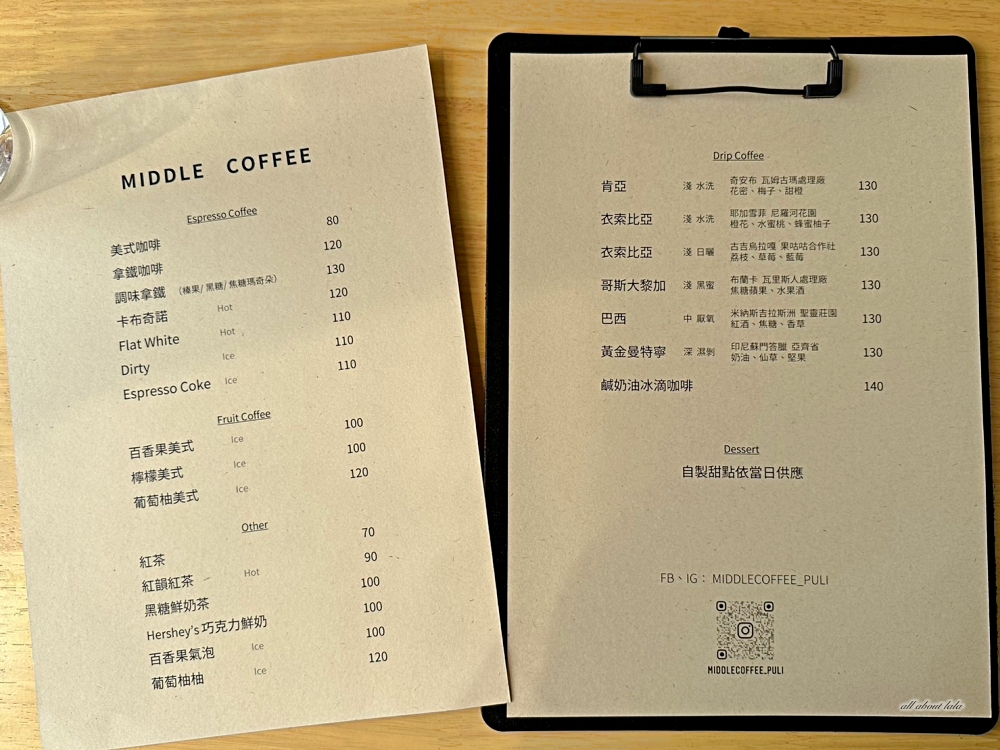 MIDDLE COFFEE
Espresso Coffee
美式咖啡 80
拿鐵咖啡 120
調味拿鐵 （榛果/ 黑糖/ 焦糖瑪奇朵） 130
卡布奇諾 Hot 120
Flat White Hot 110
Dirty Ice 110
Espresso Coke Ice 110
Fruit Coffee
百香果美式 Ice 100
檸檬美式 Ice 100
葡萄柚美式 Ice 120
Other
紅茶 70
紅韻紅茶 Hot 90
黑糖鮮奶茶 100
Hershey's 巧克力鮮奶 100
百香果氣泡 Ice 100
葡萄柚柚 Ice 120
Drip Coffee
肯亞 淺 水洗 奇安布 瓦姆古瑪處理廠 130
花密、梅子、甜橙
衣索比亞 淺 水洗 耶加雪菲 尼羅河花園 130
橙花、水蜜桃、蜂蜜柚子
衣索比亞 淺 日曬 古吉烏拉嘎 果咕咕合作社 130
荔枝、草莓、藍莓
哥斯大黎加 淺 黑蜜 布蘭卡 瓦里斯人處理廠 130
焦糖蘋果、水果酒
巴西 中 厭氧 米納斯吉拉斯洲 聖靈莊園 130
紅酒、焦糖、香草
黃金曼特寧 深 濕剝 印尼蘇門答臘 亞齊省 130
奶油、仙草、堅果
鹹奶油冰滴咖啡 140
Dessert
自製甜點依當日供應
FB、IG： MIDDLECOFFEE_PULI
MIDDLECOFFEE_PULI
all about lala